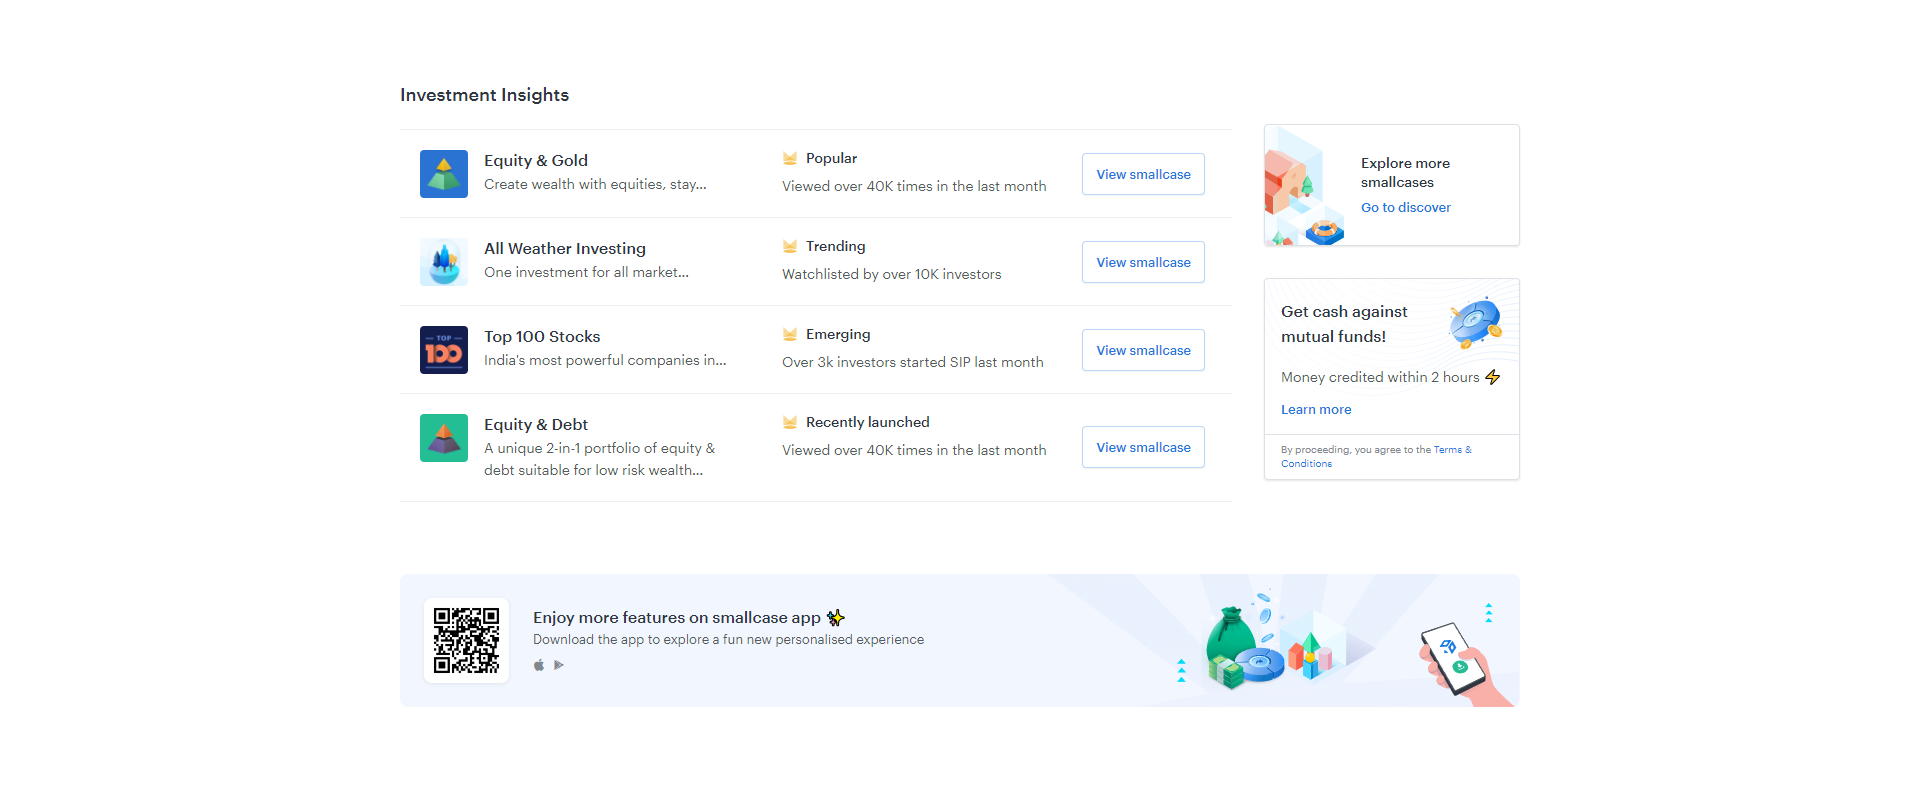 Investment Insights
Equity & Gold
Create wealth with equities, stay...
Popular
Viewed over 40K times in the last month
View smallcase
All Weather Investing
One investment for all market...
Trending
Watchlisted by over 10K investors
View smallcase
TOP
100
Top 100 Stocks
India's most powerful companies in...
Emerging
Over 3k investors started SIP last month
View smallcase
Equity & Debt
A unique 2-in-1 portfolio of equity &
debt suitable for low risk wealth...
Recently launched
Viewed over 40K times in the last month
View smallcase
Explore more
smallcases
Go to discover
Get cash against
mutual funds!
Money credited within 2 hours ⚡
Learn more
By proceeding, you agree to the Terms &
Conditions
Enjoy more features on smallcase app ✨
Download the app to explore a fun new personalised experience